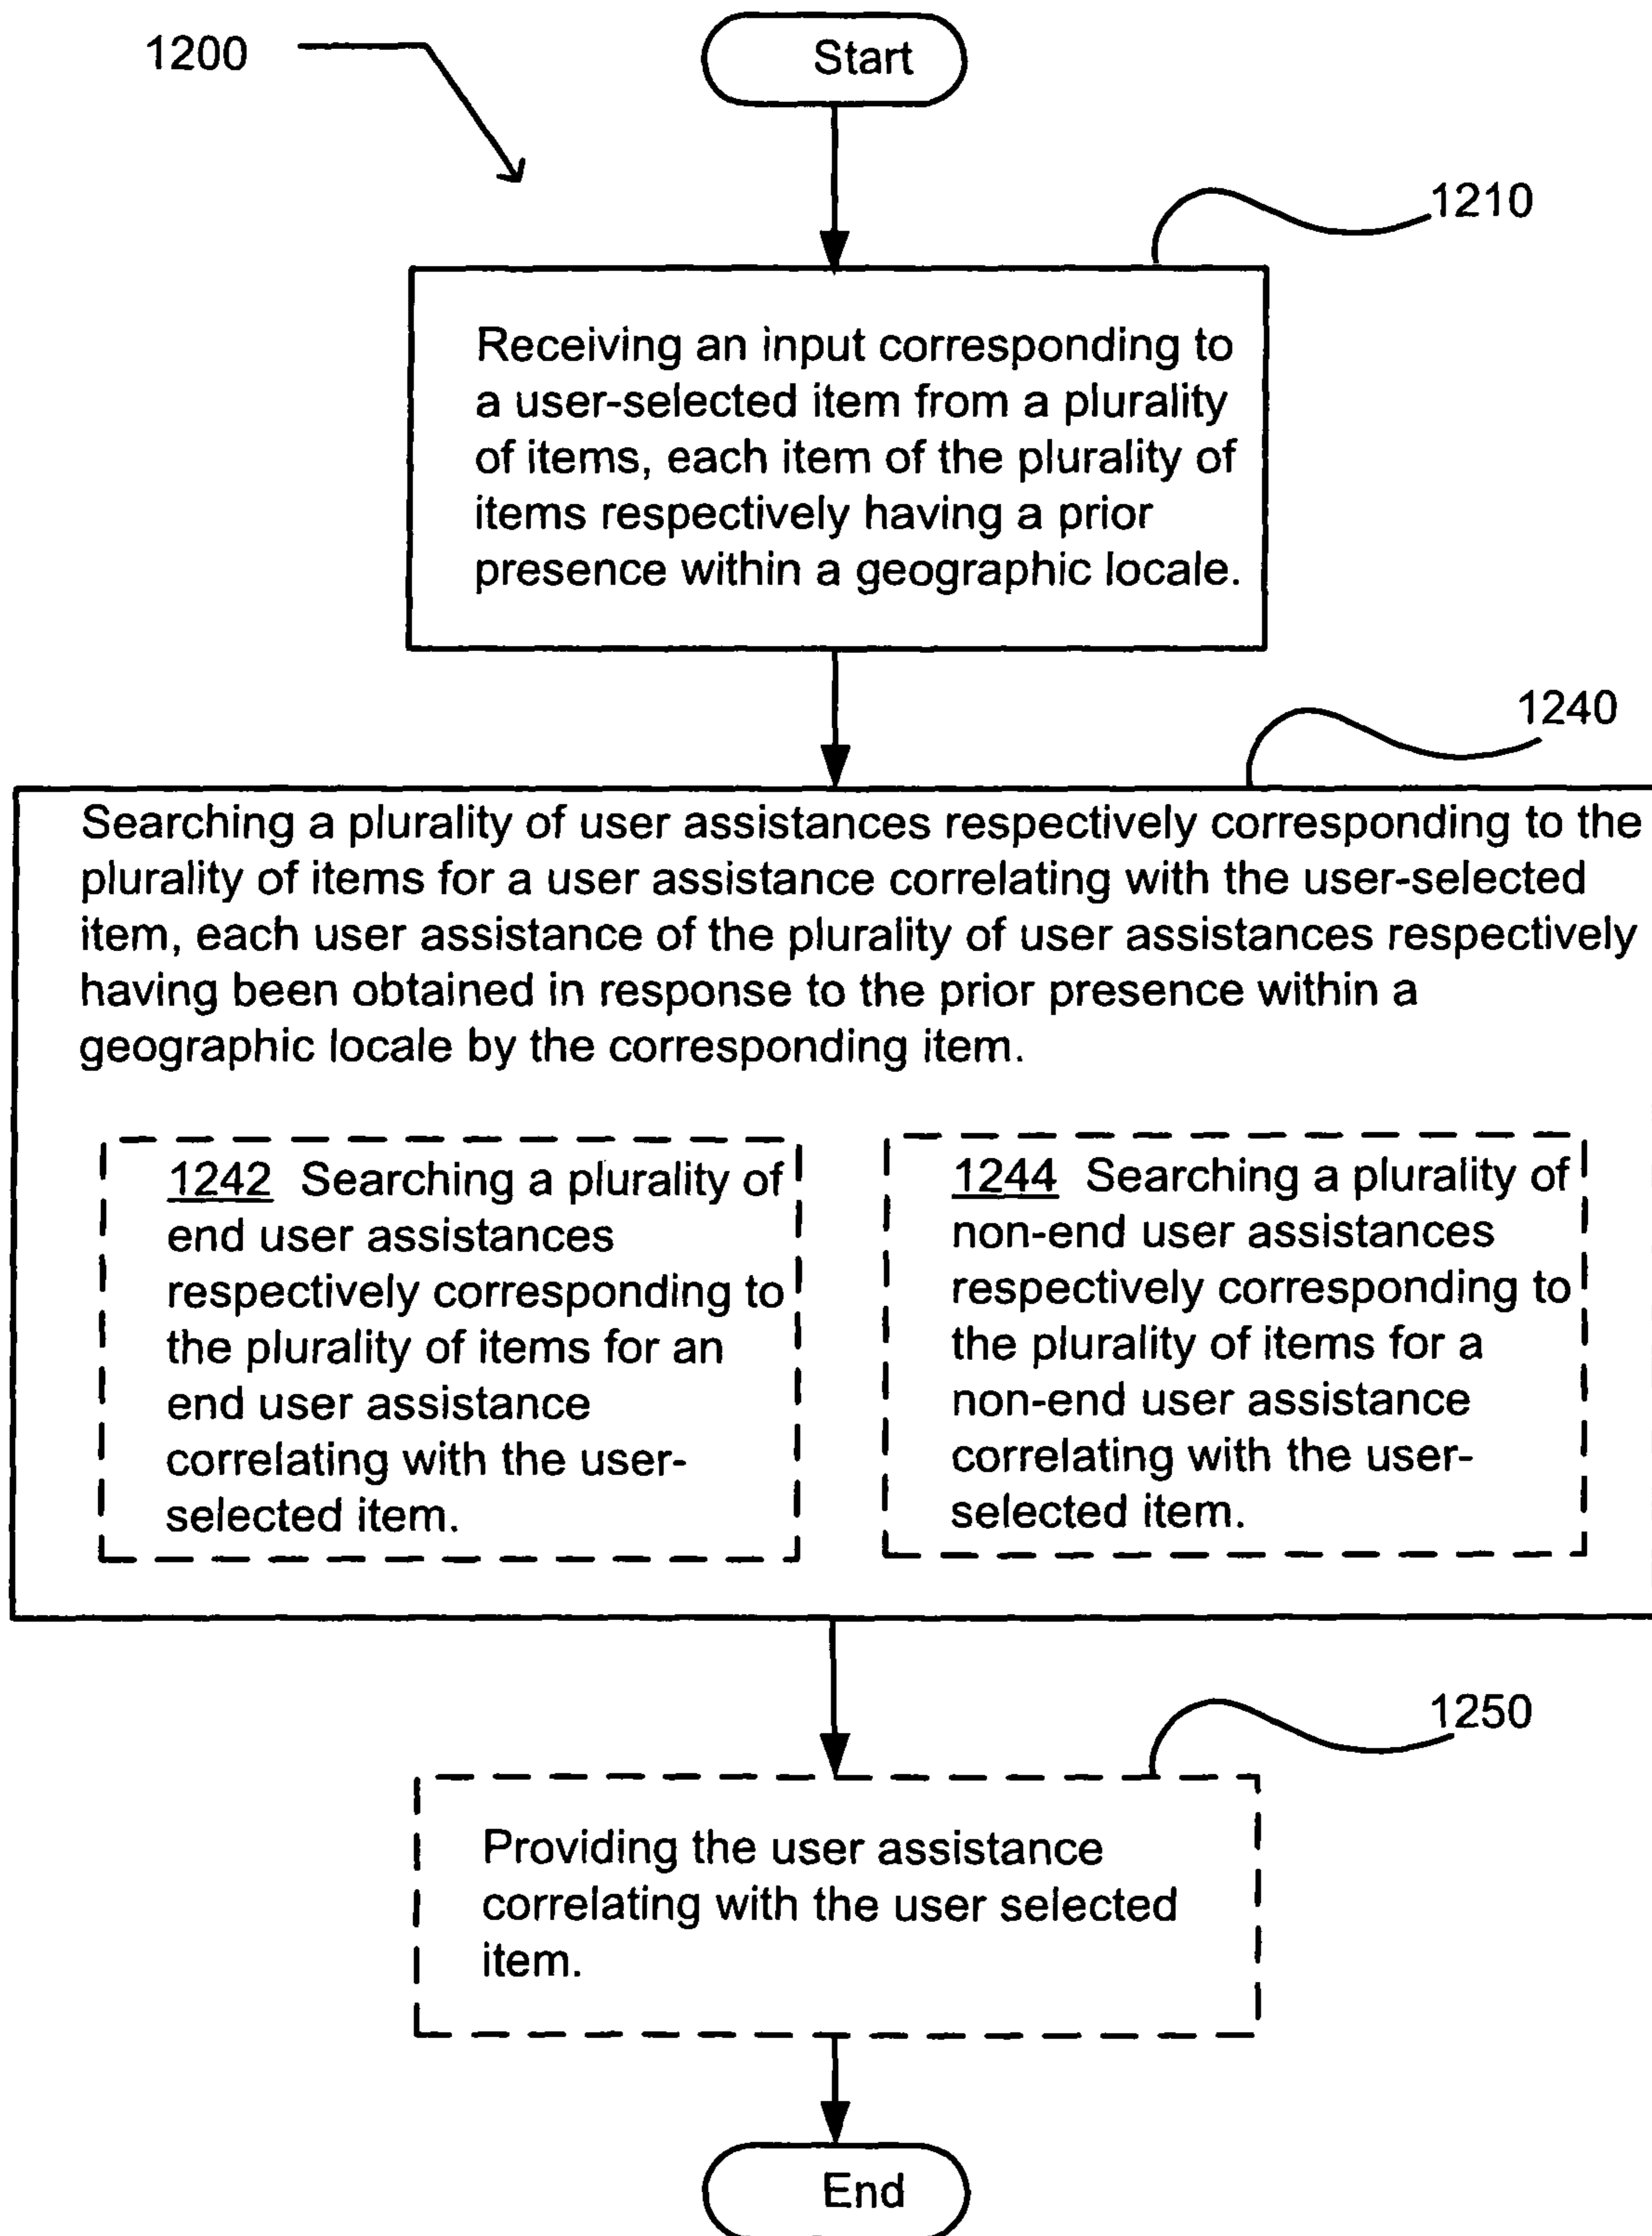 1200
Start
1210
Receiving an input corresponding to
a user-selected item from a plurality
of items, each item of the plurality of
items respectively having a prior
presence within a geographic locale.
1240
Searching a plurality of user assistances respectively corresponding to the
plurality of items for a user assistance correlating with the user-selected
item, each user assistance of the plurality of user assistances respectively
having been obtained in response to the prior presence within a
geographic locale by the corresponding item.
1242 Searching a plurality of
end user assistances
respectively corresponding to
the plurality of items for an
end user assistance
correlating with the user-
selected item.
1244 Searching a plurality of
non-end user assistances
respectively corresponding to
the plurality of items for a
non-end user assistance
correlating with the user-
selected item.
1250
Providing the user assistance
correlating with the user selected
item.
End